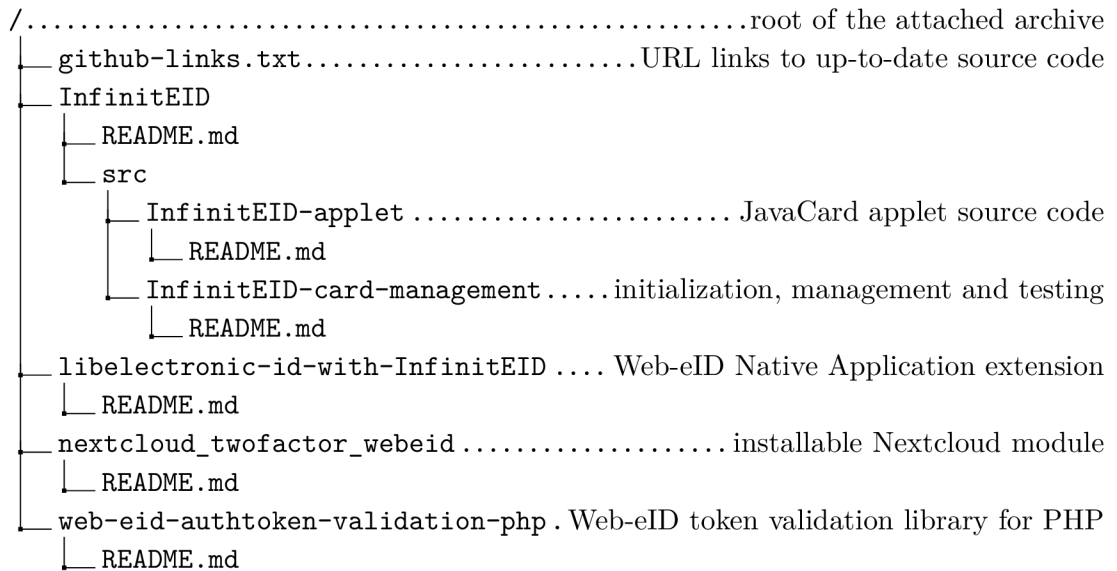 /......................................................root of the attached archive
github-links.txt.........................URL links to up-to-date source code
InfinitEID
README.md
src
InfinitEID-applet ........................ JavaCard applet source code
README.md
InfinitEID-card-management.....initialization, management and testing
README.md
libelectronic-id-with-InfinitEID .... Web-eID Native Application extension
README.md
nextcloud_twofactor_webeid.................... installable Nextcloud module
README.md
web-eid-authtoken-validation-php . Web-eID token validation library for PHP
README.md